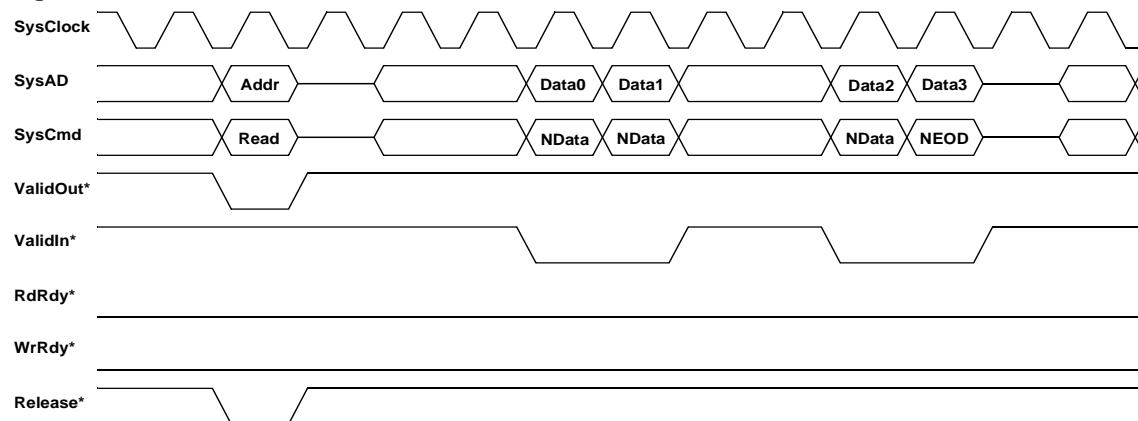 SysClock
SysAD Addr Data0 Data1 Data2 Data3
SysCmd Read NData NData NData NEOD
ValidOut*
ValidIn*
RdRdy*
WrRdy*
Release*